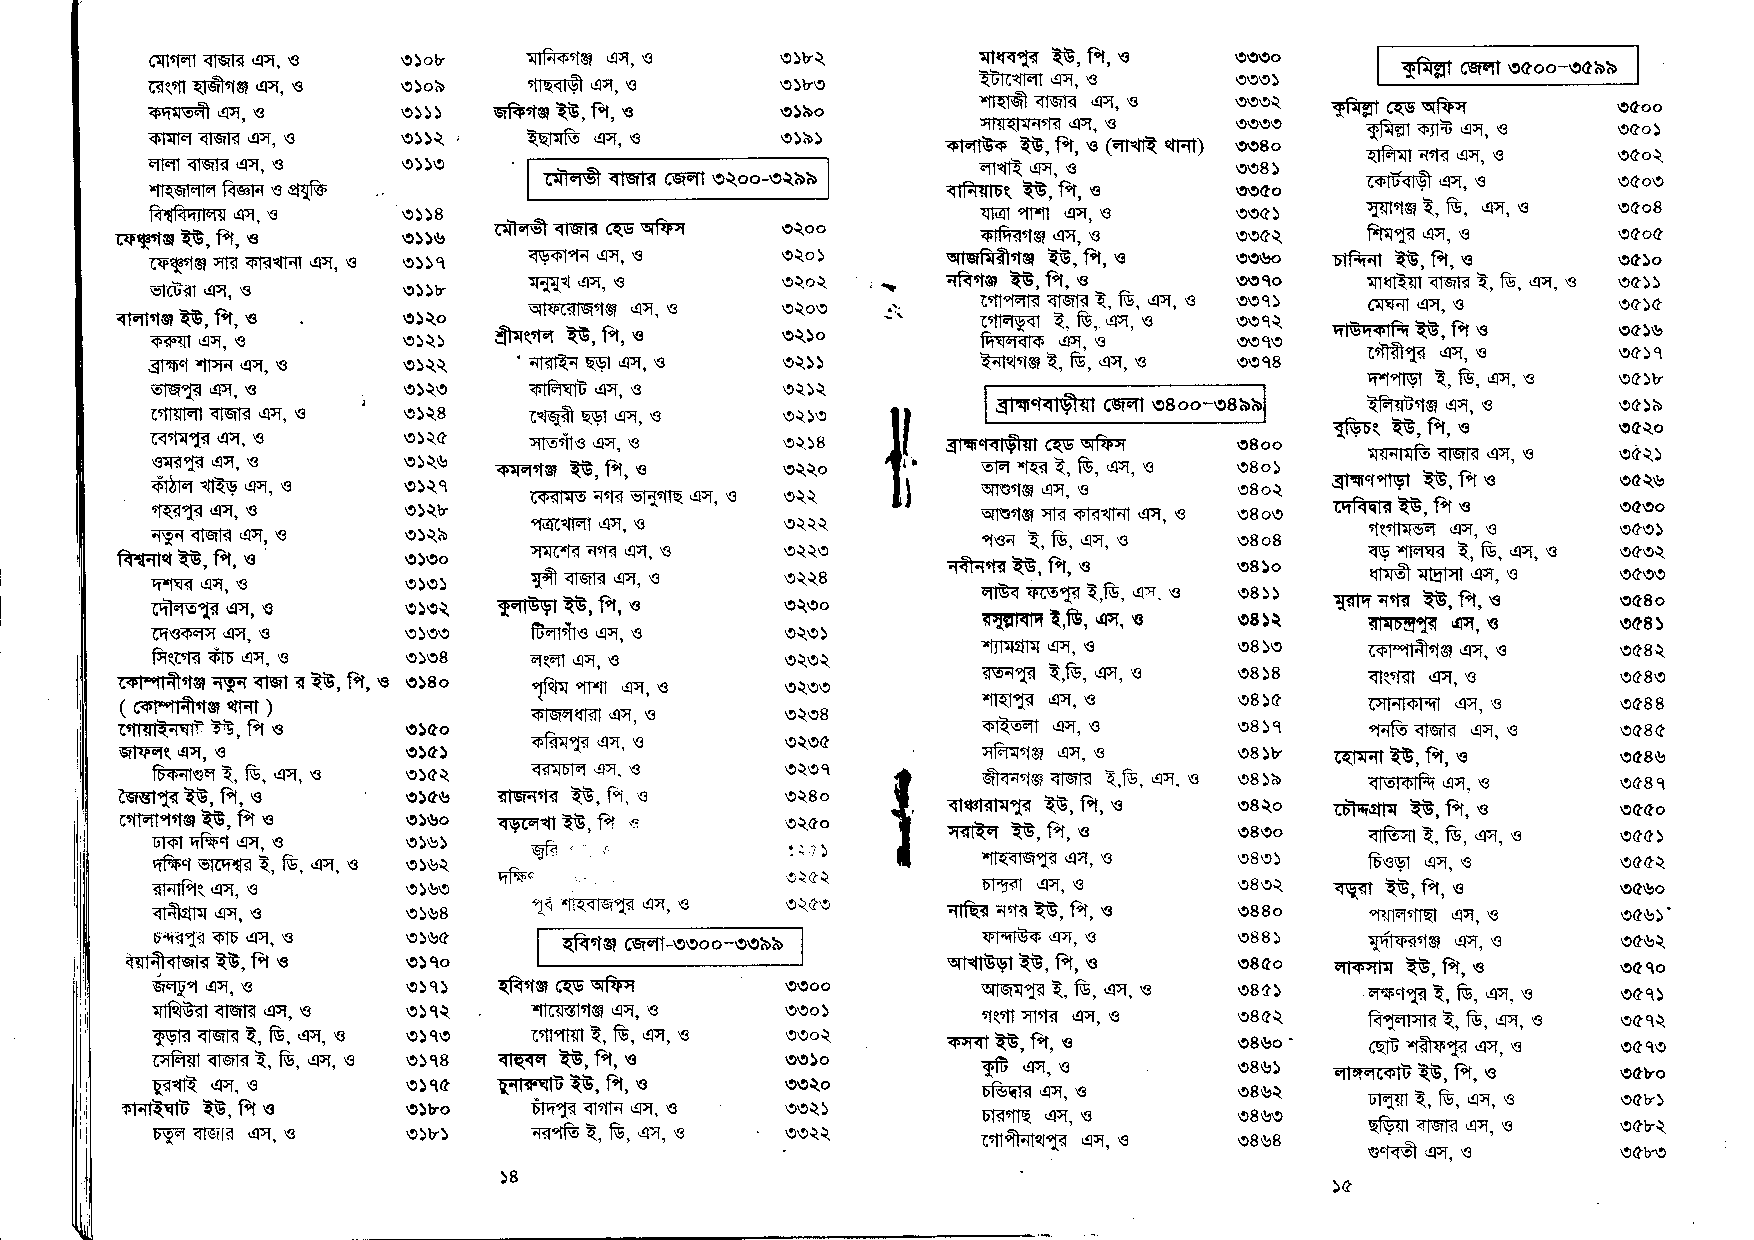 মোগলা বাজার এস, ও ৩১০৮
রেংগা হাজীগঞ্জ এস, ও ৩১০৯
কদমতলী এস, ও ৩১১১
কামাল বাজার এস, ও ৩১১২
লালা বাজার এস, ও ৩১১৩
শাহজালাল বিজ্ঞান ও প্রযুক্তি
বিশ্ববিদ্যালয় এস, ও ৩১১৪
ফেঞ্চুগঞ্জ ইউ, পি, ও ৩১১৬
ফেঞ্চুগঞ্জ সার কারখানা এস, ও ৩১১৭
ভাটেরা এস, ও ৩১১৮
বালাগঞ্জ ইউ, পি, ও ৩১২০
করুয়া এস, ও ৩১২১
ব্রাহ্মণ শাসন এস, ও ৩১২২
তাজপুর এস, ও ৩১২৩
গোয়ালা বাজার এস, ও ৩১২৪
বেগমপুর এস, ও ৩১২৫
ওমরপুর এস, ও ৩১২৬
কাঁঠাল খাইড় এস, ও ৩১২৭
গহরপুর এস, ও ৩১২৮
নতুন বাজার এস, ও ৩১২৯
বিশ্বনাথ ইউ, পি, ও ৩১৩০
দশঘর এস, ও ৩১৩১
দৌলতপুর এস, ও ৩১৩২
দেওকলস এস, ও ৩১৩৩
সিংগের কাঁচ এস, ও ৩১৩৪
কোম্পানীগঞ্জ নতুন বাজা র ইউ, পি, ও ৩১৪০
( কোম্পানীগঞ্জ থানা )
গোয়াইনঘাট ইউ, পি ও ৩১৫০
জাফলং এস, ও ৩১৫১
চিকনাগুল ই, ডি, এস, ও ৩১৫২
জৈন্তাপুর ইউ, পি, ও ৩১৫৬
গোলাপগঞ্জ ইউ, পি ও ৩১৬০
ঢাকা দক্ষিণ এস, ও ৩১৬১
দক্ষিণ ভাদেশ্বর ই, ডি, এস, ও ৩১৬২
রানাপিং এস, ও ৩১৬৩
বানীগ্রাম এস, ও ৩১৬৪
চন্দরপুর কাচ এস, ও ৩১৬৫
বয়ানীবাজার ইউ, পি ও ৩১৭০
জলঢুপ এস, ও ৩১৭১
মাথিউরা বাজার এস, ও ৩১৭২
কুড়ার বাজার ই, ডি, এস, ও ৩১৭৩
সেলিয়া বাজার ই, ডি, এস, ও ৩১৭৪
চুরখাই এস, ও ৩১৭৫
কানাইঘাট ইউ, পি ও ৩১৮০
চতুল বাজার এস, ও ৩১৮১
মানিকগঞ্জ এস, ও ৩১৮২
গাছবাড়ী এস, ও ৩১৮৩
জকিগঞ্জ ইউ, পি, ও ৩১৯০
ইছামতি এস, ও ৩১৯১
মৌলভী বাজার জেলা ৩২০০-৩২৯৯
মৌলভী বাজার হেড অফিস ৩২০০
বড়কাপন এস, ও ৩২০১
মনুমুখ এস, ও ৩২০২
আফরোজগঞ্জ এস, ও ৩২০৩
শ্রীমংগল ইউ, পি, ও ৩২১০
নারাইন ছড়া এস, ও ৩২১১
কালিঘাট এস, ও ৩২১২
খেজুরী ছড়া এস, ও ৩২১৩
সাতগাঁও এস, ও ৩২১৪
কমলগঞ্জ ইউ, পি, ও ৩২২০
কেরামত নগর ভানুগাছ এস, ও ৩২২
পত্রখোলা এস, ও ৩২২২
সমশের নগর এস, ও ৩২২৩
মুন্সী বাজার এস, ও ৩২২৪
কুলাউড়া ইউ, পি, ও ৩২৩০
টিলাগাঁও এস, ও ৩২৩১
লংলা এস, ও ৩২৩২
পৃথিম পাশা এস, ও ৩২৩৩
কাজলধারা এস, ও ৩২৩৪
করিমপুর এস, ও ৩২৩৫
বরমচাল এস, ও ৩২৩৭
রাজনগর ইউ, পি, ও ৩২৪০
বড়লেখা ইউ, পি ও ৩২৫০
জুরি
দক্ষিণ ৩২৫২
পূর্ব শাহবাজপুর এস, ও ৩২৫৩
হবিগঞ্জ জেলা-৩৩০০-৩৩৯৯
হবিগঞ্জ হেড অফিস ৩৩০০
শায়েস্তাগঞ্জ এস, ও ৩৩০১
গোপায়া ই, ডি, এস, ও ৩৩০২
বাহুবল ইউ, পি, ও ৩৩১০
চুনারুঘাট ইউ, পি, ও ৩৩২০
চাঁদপুর বাগান এস, ও ৩৩২১
নরপতি ই, ডি, এস, ও ৩৩২২
১৪
মাধবপুর ইউ, পি, ও ৩৩৩০
ইটাখোলা এস, ও ৩৩৩১
শাহাজী বাজার এস, ও ৩৩৩২
সায়হামনগর এস, ও ৩৩৩৩
কালাউক ইউ, পি, ও (লাখাই থানা) ৩৩৪০
লাখাই এস, ও ৩৩৪১
বানিয়াচং ইউ, পি, ও ৩৩৫০
যাত্রা পাশা এস, ও ৩৩৫১
কাদিরগঞ্জ এস, ও ৩৩৫২
আজমিরীগঞ্জ ইউ, পি, ও ৩৩৬০
নবিগঞ্জ ইউ, পি, ও ৩৩৭০
গোপলার বাজার ই, ডি, এস, ও ৩৩৭১
গোলডুবা ই, ডি, এস, ও ৩৩৭২
দিঘলবাক এস, ও ৩৩৭৩
ইনাথগঞ্জ ই, ডি, এস, ও ৩৩৭৪
ব্রাহ্মণবাড়ীয়া জেলা ৩৪০০-৩৪৯৯
ব্রাহ্মণবাড়ীয়া হেড অফিস ৩৪০০
তাল শহর ই, ডি, এস, ও ৩৪০১
আশুগঞ্জ এস, ও ৩৪০২
আশুগঞ্জ সার কারখানা এস, ও ৩৪০৩
পওন ই, ডি, এস, ও ৩৪০৪
নবীনগর ইউ, পি, ও ৩৪১০
লাউব ফতেপুর ই,ডি, এস, ও ৩৪১১
রসুল্লাবাদ ই,ডি, এস, ও ৩৪১২
শ্যামগ্রাম এস, ও ৩৪১৩
রতনপুর ই,ডি, এস, ও ৩৪১৪
শাহাপুর এস, ও ৩৪১৫
কাইতলা এস, ও ৩৪১৭
সলিমগঞ্জ এস, ও ৩৪১৮
জীবনগঞ্জ বাজার ই,ডি, এস, ও ৩৪১৯
বাঞ্চারামপুর ইউ, পি, ও ৩৪২০
সরাইল ইউ, পি, ও ৩৪৩০
শাহবাজপুর এস, ও ৩৪৩১
চান্দুরা এস, ও ৩৪৩২
নাছির নগর ইউ, পি, ও ৩৪৪০
ফান্দাউক এস, ও ৩৪৪১
আখাউড়া ইউ, পি, ও ৩৪৫০
আজমপুর ই, ডি, এস, ও ৩৪৫১
গংগা সাগর এস, ও ৩৪৫২
কসবা ইউ, পি, ও ৩৪৬০
কুটি এস, ও ৩৪৬১
চন্ডিদ্বার এস, ও ৩৪৬২
চারগাছ এস, ও ৩৪৬৩
গোপীনাথপুর এস, ও ৩৪৬৪
কুমিল্লা জেলা ৩৫০০-৩৫৯৯
কুমিল্লা হেড অফিস ৩৫০০
কুমিল্লা ক্যান্ট এস, ও ৩৫০১
হালিমা নগর এস, ও ৩৫০২
কোর্টবাড়ী এস, ও ৩৫০৩
সুয়াগঞ্জ ই, ডি, এস, ও ৩৫০৪
শিমপুর এস, ও ৩৫০৫
চান্দিনা ইউ, পি, ও ৩৫১০
মাধাইয়া বাজার ই, ডি, এস, ও ৩৫১১
মেঘনা এস, ও ৩৫১৫
দাউদকান্দি ইউ, পি ও ৩৫১৬
গৌরীপুর এস, ও ৩৫১৭
দশপাড়া ই, ডি, এস, ও ৩৫১৮
ইলিয়টগঞ্জ এস, ও ৩৫১৯
বুড়িচং ইউ, পি, ও ৩৫২০
ময়নামতি বাজার এস, ও ৩৫২১
ব্রাহ্মণপাড়া ইউ, পি ও ৩৫২৬
দেবিদ্বার ইউ, পি ও ৩৫৩০
গংগামন্ডল এস, ও ৩৫৩১
বড় শালঘর ই, ডি, এস, ও ৩৫৩২
ধামতী মাদ্রাসা এস, ও ৩৫৩৩
মুরাদ নগর ইউ, পি, ও ৩৫৪০
রামচন্দ্রপুর এস, ও ৩৫৪১
কোম্পানীগঞ্জ এস, ও ৩৫৪২
বাংগরা এস, ও ৩৫৪৩
সোনাকান্দা এস, ও ৩৫৪৪
পনতি বাজার এস, ও ৩৫৪৫
হোমনা ইউ, পি, ও ৩৫৪৬
বাতাকান্দি এস, ও ৩৫৪৭
চৌদ্দগ্রাম ইউ, পি, ও ৩৫৫০
বাতিসা ই, ডি, এস, ও ৩৫৫১
চিওড়া এস, ও ৩৫৫২
বড়ুরা ইউ, পি, ও ৩৫৬০
পয়ালগাছা এস, ও ৩৫৬১
মুর্দাফরগঞ্জ এস, ও ৩৫৬২
লাকসাম ইউ, পি, ও ৩৫৭০
লক্ষণপুর ই, ডি, এস, ও ৩৫৭১
বিপুলাসার ই, ডি, এস, ও ৩৫৭২
ছোট শরীফপুর এস, ও ৩৫৭৩
লাঙ্গলকোট ইউ, পি, ও ৩৫৮০
ঢালুয়া ই, ডি, এস, ও ৩৫৮১
ছড়িয়া বাজার এস, ও ৩৫৮২
গুণবতী এস, ও ৩৫৮৩
১৫